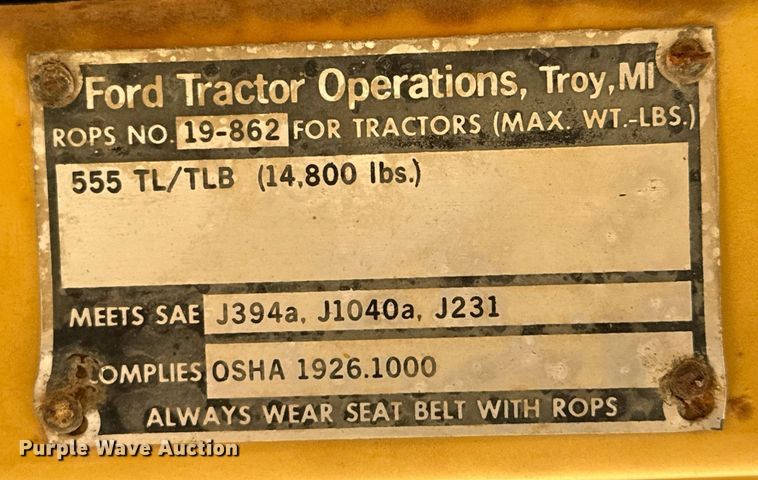 Ford Tractor Operations, Troy, MI
ROPS NO. 19-862 FOR TRACTORS (MAX. WT.-LBS.)
555 TL/TLB (14,800 lbs.)
MEETS SAE J394a, J1040a, J231
COMPLIES OSHA 1926.1000
ALWAYS WEAR SEAT BELT WITH ROPS
Purple Wave Auction